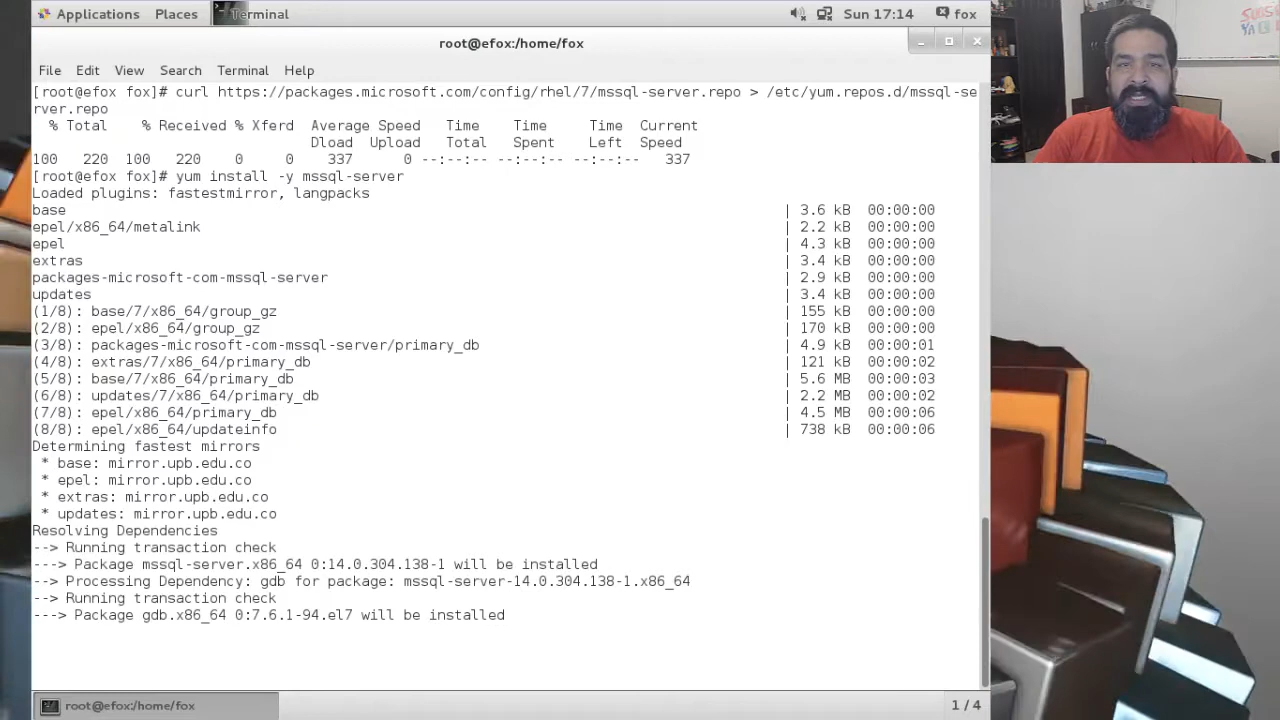 Applications Places Terminal Sun 17:14 fox
root@efox:/home/fox
File Edit View Search Terminal Help
[root@efox fox]# curl https://packages.microsoft.com/config/rhel/7/mssql-server.repo > /etc/yum.repos.d/mssql-se
rver.repo
% Total % Received % Xferd Average Speed Time Time Time Current
Dload Upload Total Spent Left Speed
100 220 100 220 0 0 337 0 --:--:-- --:--:-- --:--:-- 337
[root@efox fox]# yum install -y mssql-server
Loaded plugins: fastestmirror, langpacks
base | 3.6 kB 00:00:00
epel/x86_64/metalink | 2.2 kB 00:00:00
epel | 4.3 kB 00:00:00
extras | 3.4 kB 00:00:00
packages-microsoft-com-mssql-server | 2.9 kB 00:00:00
updates | 3.4 kB 00:00:00
(1/8): base/7/x86_64/group_gz | 155 kB 00:00:00
(2/8): epel/x86_64/group_gz | 170 kB 00:00:00
(3/8): packages-microsoft-com-mssql-server/primary_db | 4.9 kB 00:00:01
(4/8): extras/7/x86_64/primary_db | 121 kB 00:00:02
(5/8): base/7/x86_64/primary_db | 5.6 MB 00:00:03
(6/8): updates/7/x86_64/primary_db | 2.2 MB 00:00:02
(7/8): epel/x86_64/primary_db | 4.5 MB 00:00:06
(8/8): epel/x86_64/updateinfo | 738 kB 00:00:06
Determining fastest mirrors
* base: mirror.upb.edu.co
* epel: mirror.upb.edu.co
* extras: mirror.upb.edu.co
* updates: mirror.upb.edu.co
Resolving Dependencies
--> Running transaction check
---> Package mssql-server.x86_64 0:14.0.304.138-1 will be installed
--> Processing Dependency: gdb for package: mssql-server-14.0.304.138-1.x86_64
--> Running transaction check
---> Package gdb.x86_64 0:7.6.1-94.el7 will be installed
root@efox:/home/fox 1 / 4